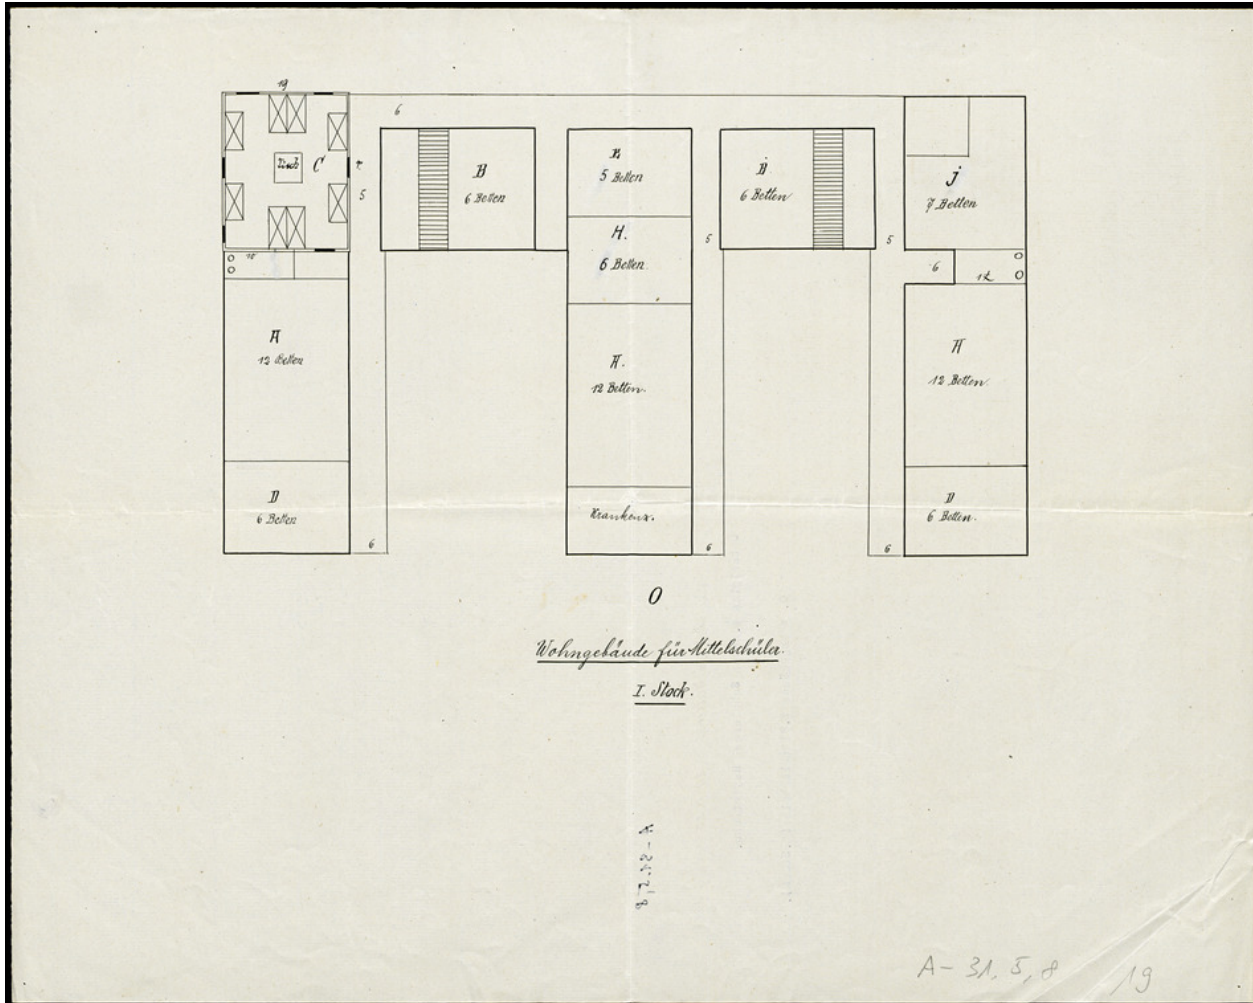 19
6
Tisch C
7
5
10
A
12 Betten
D
6 Betten
6
B
6 Betten
5 Betten
H.
6 Betten
12 Betten.
Krankenz.
5
6
6 Betten
5
6
J
7 Betten
6
12 Betten.
D
6 Betten.
O
Wohngebäude für Mittelschüler.
I. Stock.
A-31, 5, 8
19